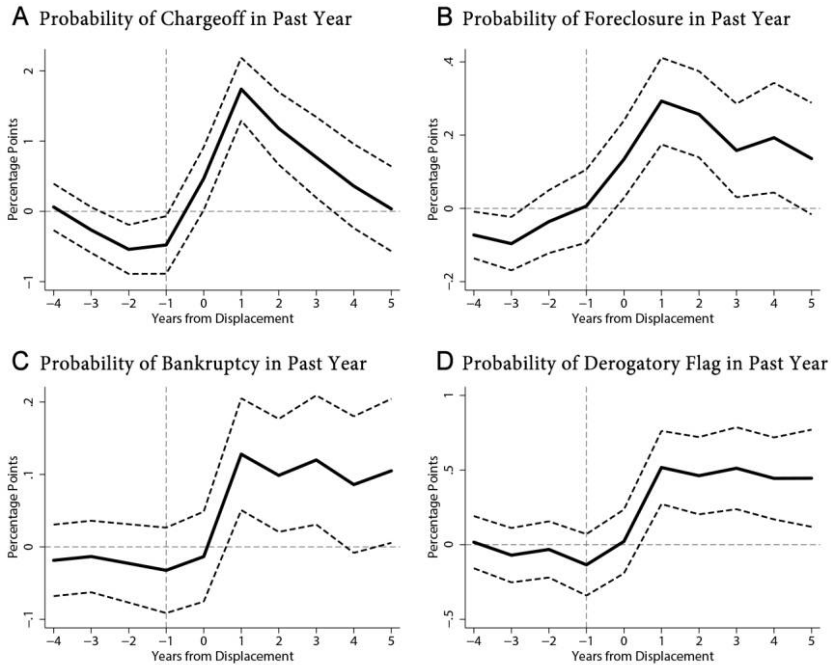 A Probability of Chargeoff in Past Year
Percentage Points
2
1
0
−1
−4 −3 −2 −1 0 1 2 3 4 5
Years from Displacement
B Probability of Foreclosure in Past Year
Percentage Points
.4
.2
0
-.2
−4 −3 −2 −1 0 1 2 3 4 5
Years from Displacement
C Probability of Bankruptcy in Past Year
Percentage Points
.2
.1
0
-.1
−4 −3 −2 −1 0 1 2 3 4 5
Years from Displacement
D Probability of Derogatory Flag in Past Year
Percentage Points
1
.5
0
-.5
−4 −3 −2 −1 0 1 2 3 4 5
Years from Displacement